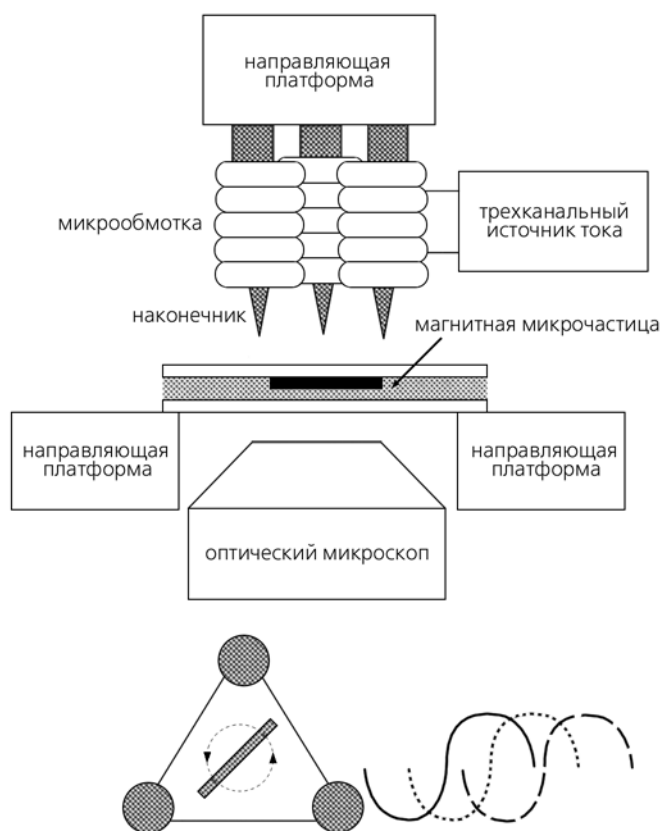 направляющая
платформа
микрообмотка
трехканальный
источник тока
наконечник
магнитная микрочастица
направляющая
платформа
направляющая
платформа
оптический микроскоп